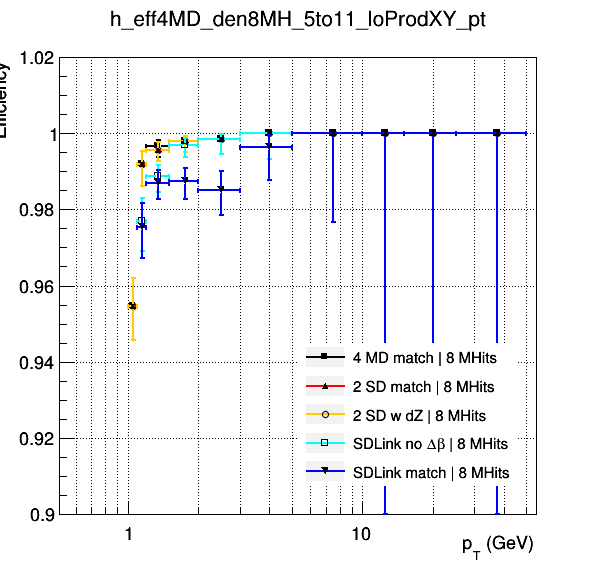 h_eff4MD_den8MH_5to11_loProdXY_pt
Efficiency
1.02
1
0.98
0.96
0.94
0.92
0.9
4 MD match | 8 MHits
2 SD match | 8 MHits
2 SD w dZ | 8 MHits
SDLink no Δβ | 8 MHits
SDLink match | 8 MHits
1
10
p_T (GeV)